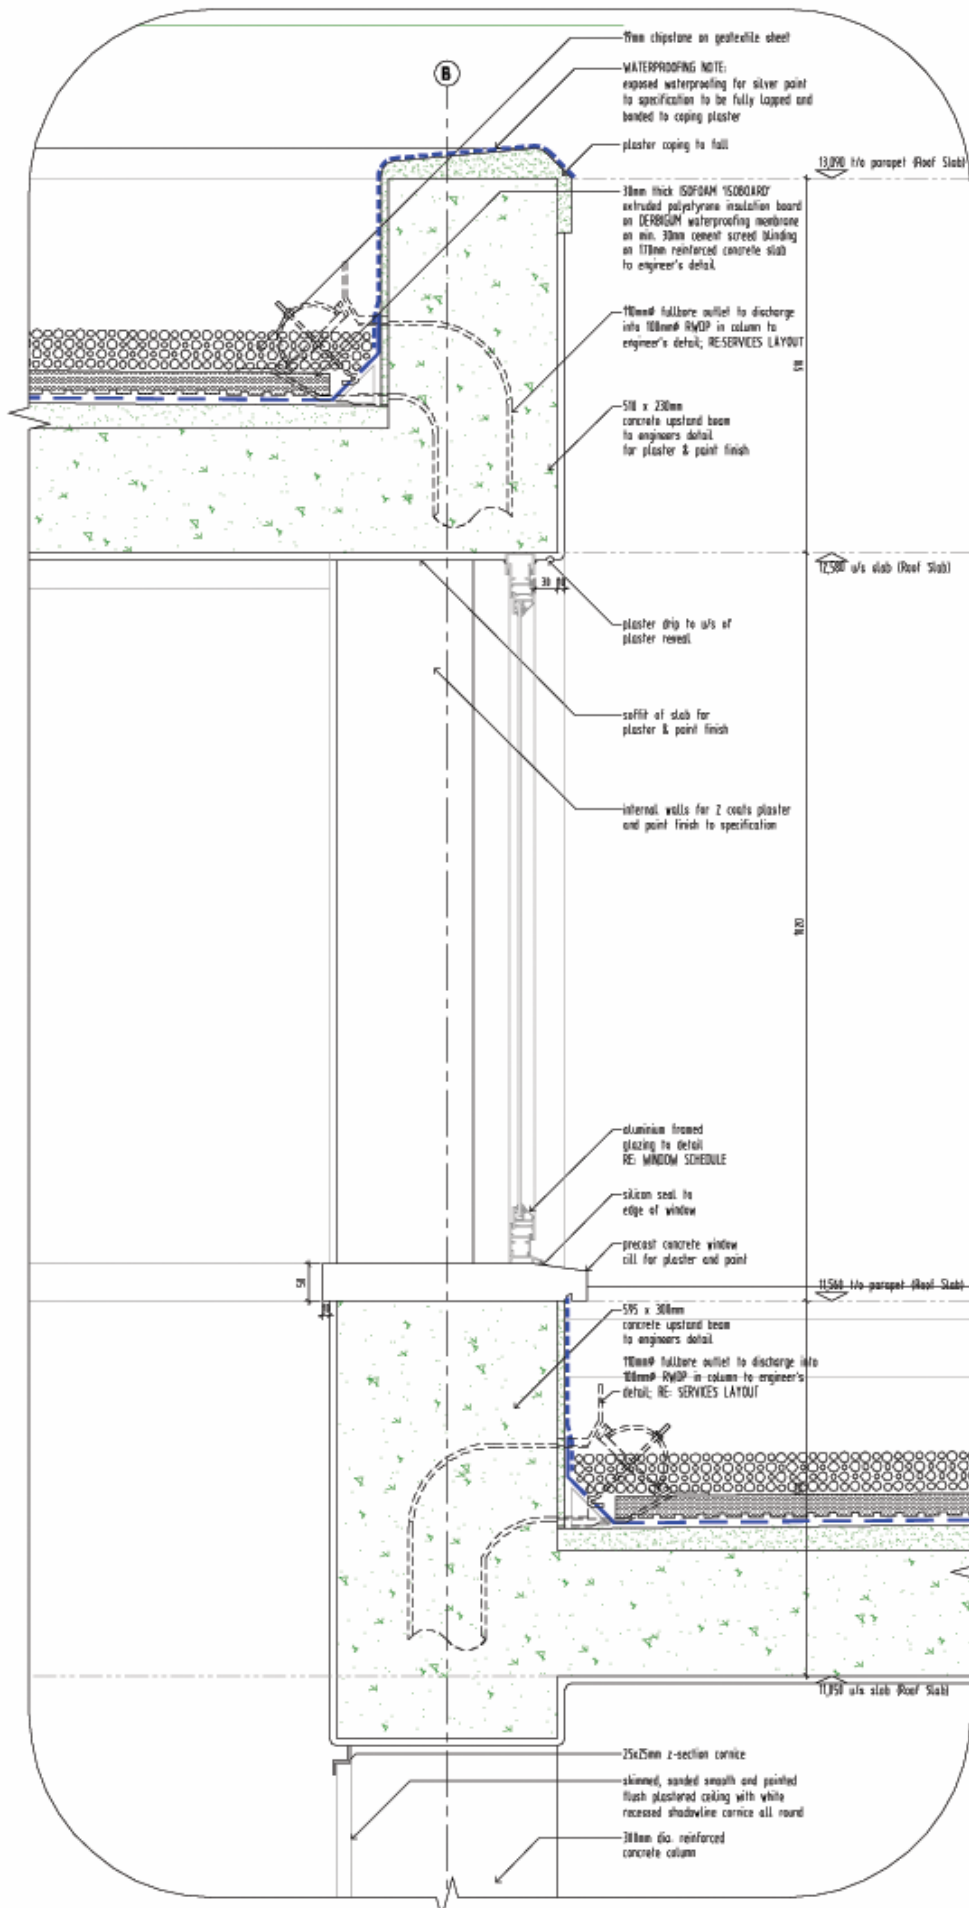 19mm chipstone on geotextile sheet
B
WATERPROOFING NOTE:
exposed waterproofing for silver paint
to specification to be fully lapped and
bonded to coping plaster
plaster coping to fall
13,090 t/o parapet (Roof Slab)
30mm thick ISOFOAM 'ISOBOARD'
extruded polystyrene insulation board
on DERBIGUM waterproofing membrane
on min. 30mm cement screed blinding
on 170mm reinforced concrete slab
to engineer's detail
110mmø fullbore outlet to discharge
into 100mmø RWDP in column to
engineer's detail; RE:SERVICES LAYOUT
510 x 230mm
concrete upstand beam
to engineers detail
for plaster & paint finish
12,580 u/s slab (Roof Slab)
30
plaster drip to u/s of
plaster reveal
soffit of slab for
plaster & paint finish
internal walls for 2 coats plaster
and paint finish to specification
1020
aluminium framed
glazing to detail
RE: WINDOW SCHEDULE
silicon seal to
edge of window
precast concrete window
cill for plaster and paint
50
11,560 t/o parapet (Roof Slab)
595 x 300mm
concrete upstand beam
to engineers detail
110mmø fullbore outlet to discharge into
100mmø RWDP in column to engineer's
detail; RE: SERVICES LAYOUT
11,050 u/s slab (Roof Slab)
25x25mm z-section cornice
skimmed, sanded smooth and painted
flush plastered ceiling with white
recessed shadowline cornice all round
300mm dia. reinforced
concrete column